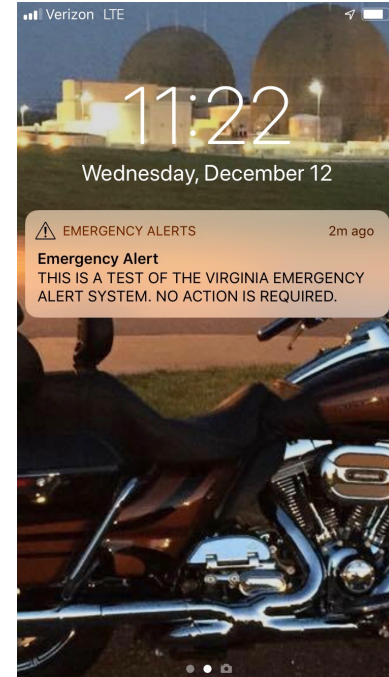 Verizon LTE
11:22
Wednesday, December 12
EMERGENCY ALERTS 2m ago
Emergency Alert
THIS IS A TEST OF THE VIRGINIA EMERGENCY
ALERT SYSTEM. NO ACTION IS REQUIRED.